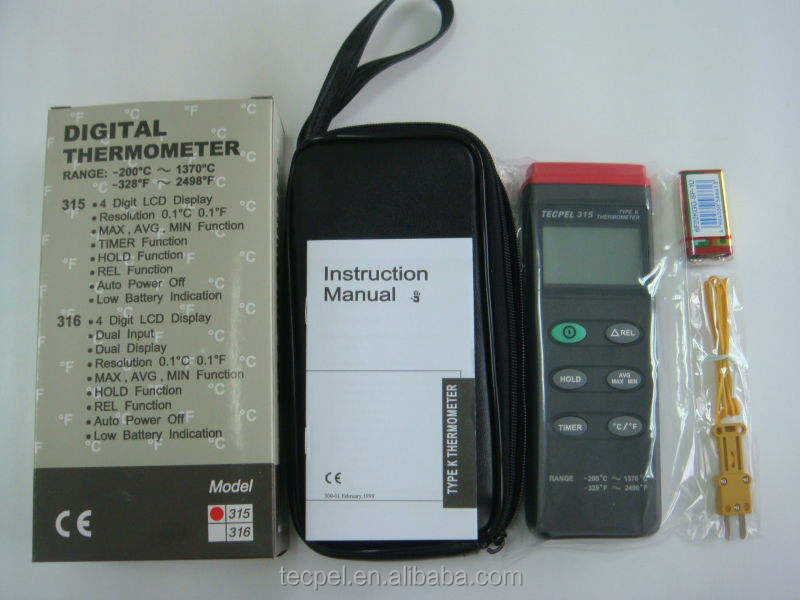 DIGITAL
THERMOMETER
RANGE: -200°C ～ 1370°C
-328°F ～ 2498°F
315 • 4 Digit LCD Display
• Resolution 0.1°C 0.1°F
• MAX , AVG , MIN Function
• TIMER Function
• HOLD Function
• REL Function
• Auto Power Off
• Low Battery Indication
316 • 4 Digit LCD Display
• Dual Input
• Dual Display
• Resolution 0.1°C 0.1°F
• MAX , AVG , MIN Function
• HOLD Function
• REL Function
• Auto Power Off
• Low Battery Indication
Model
315
316
CE
Instruction
Manual
TYPE K THERMOMETER
CE
300-01 February.1999
TECPEL 315
TYPE K
THERMOMETER
△ REL
HOLD
AVG
MAX MIN
TIMER
°C/°F
RANGE -200°C ～ 1370°C
-328°F ～ 2498°F
tecpel.en.alibaba.com